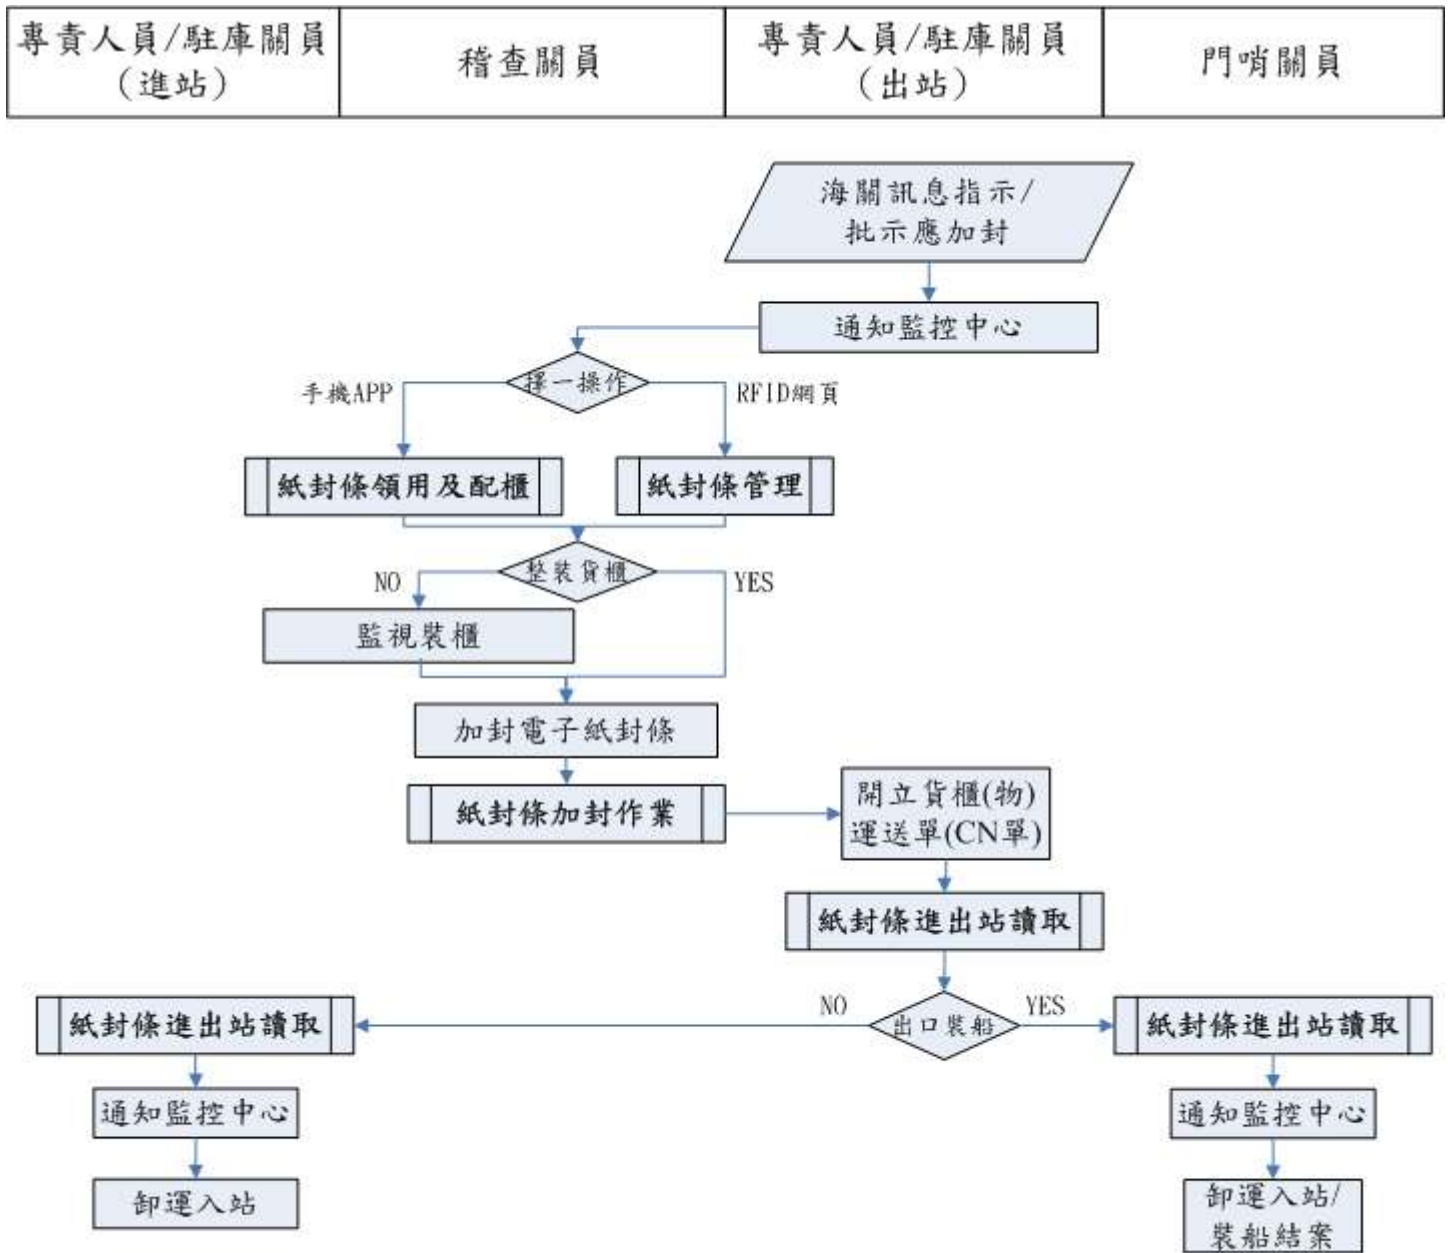 專責人員/駐庫關員
(進站)
稽查關員
專責人員/駐庫關員
(出站)
門哨關員
海關訊息指示/
批示應加封
通知監控中心
擇一操作
手機APP
RFID網頁
紙封條領用及配櫃
紙封條管理
整裝貨櫃
NO
YES
監視裝櫃
加封電子紙封條
紙封條加封作業
開立貨櫃(物)
運送單(CN單)
紙封條進出站讀取
出口裝船
NO
YES
紙封條進出站讀取
紙封條進出站讀取
通知監控中心
通知監控中心
卸運入站
卸運入站/
裝船結案